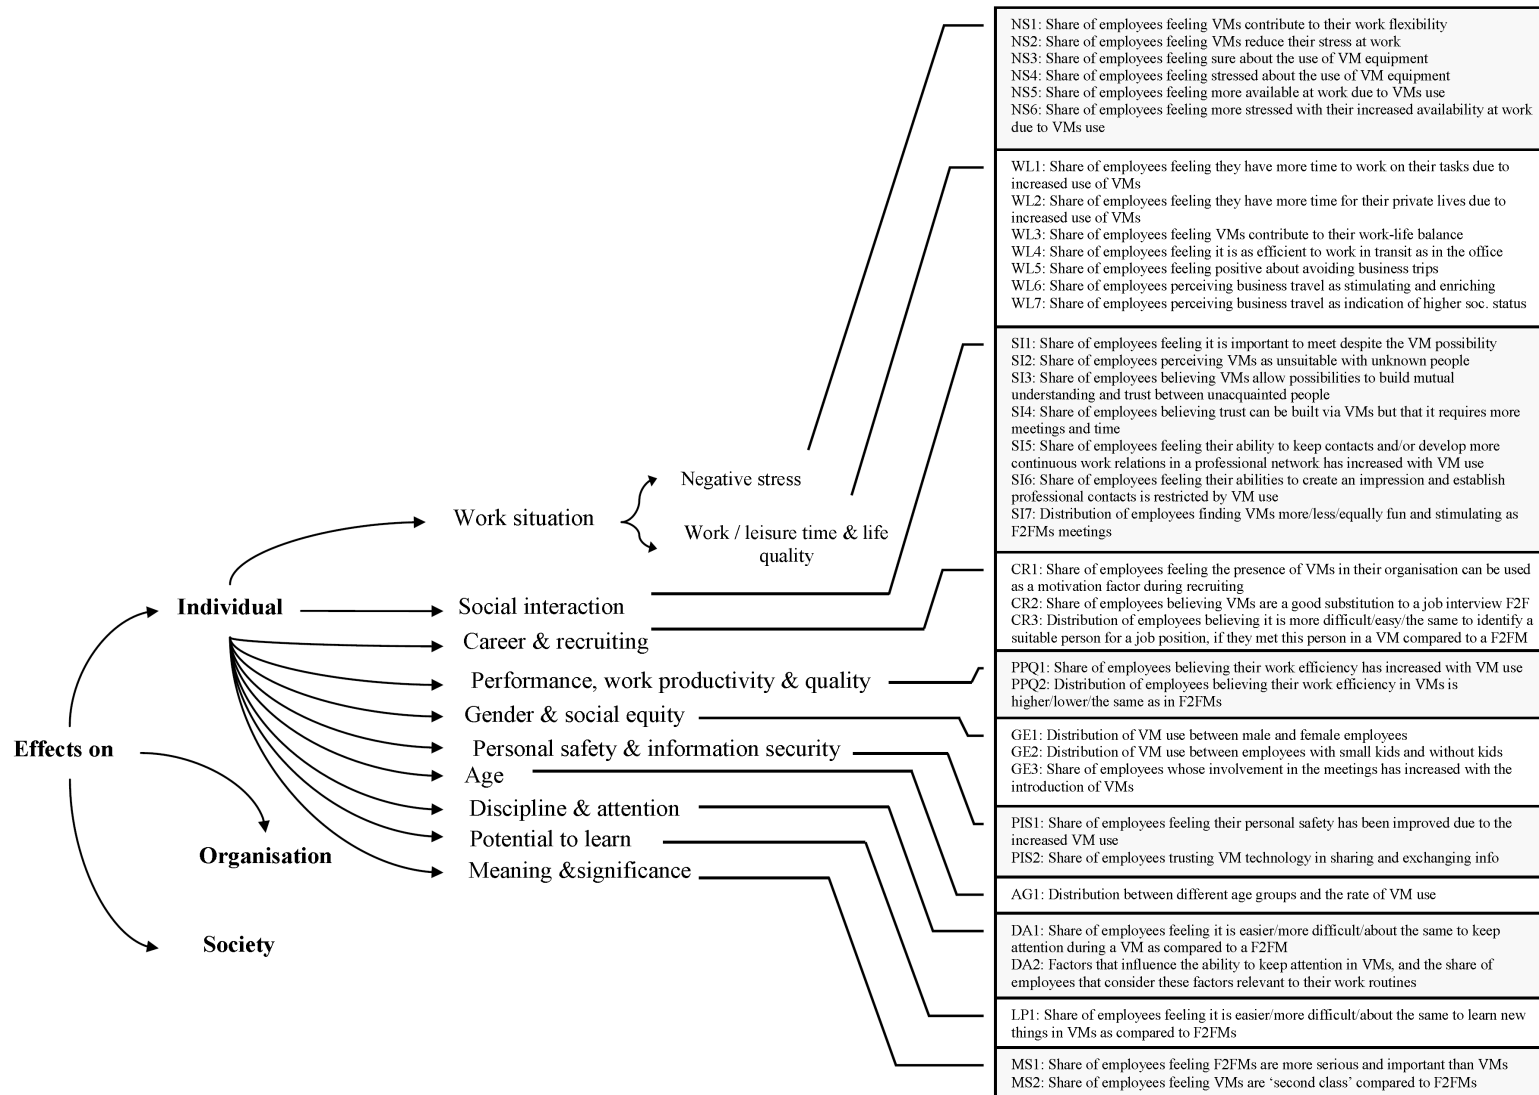 NS1: Share of employees feeling VMs contribute to their work flexibility
NS2: Share of employees feeling VMs reduce their stress at work
NS3: Share of employees feeling sure about the use of VM equipment
NS4: Share of employees feeling stressed about the use of VM equipment
NS5: Share of employees feeling more available at work due to VMs use
NS6: Share of employees feeling more stressed with their increased availability at work
due to VMs use
WL1: Share of employees feeling they have more time to work on their tasks due to
increased use of VMs
WL2: Share of employees feeling they have more time for their private lives due to
increased use of VMs
WL3: Share of employees feeling VMs contribute to their work-life balance
WL4: Share of employees feeling it is as efficient to work in transit as in the office
WL5: Share of employees feeling positive about avoiding business trips
WL6: Share of employees perceiving business travel as stimulating and enriching
WL7: Share of employees perceiving business travel as indication of higher soc. status
SI1: Share of employees feeling it is important to meet despite the VM possibility
SI2: Share of employees perceiving VMs as unsuitable with unknown people
SI3: Share of employees believing VMs allow possibilities to build mutual
understanding and trust between unacquainted people
SI4: Share of employees believing trust can be built via VMs but that it requires more
meetings and time
SI5: Share of employees feeling their ability to keep contacts and/or develop more
continuous work relations in a professional network has increased with VM use
SI6: Share of employees feeling their abilities to create an impression and establish
professional contacts is restricted by VM use
SI7: Distribution of employees finding VMs more/less/equally fun and stimulating as
F2FMs meetings
CR1: Share of employees feeling the presence of VMs in their organisation can be used
as a motivation factor during recruiting
CR2: Share of employees believing VMs are a good substitution to a job interview F2F
CR3: Distribution of employees believing it is more difficult/easy/the same to identify a
suitable person for a job position, if they met this person in a VM compared to a F2FM
PPQ1: Share of employees believing their work efficiency has increased with VM use
PPQ2: Distribution of employees believing their work efficiency in VMs is
higher/lower/the same as in F2FMs
GE1: Distribution of VM use between male and female employees
GE2: Distribution of VM use between employees with small kids and without kids
GE3: Share of employees whose involvement in the meetings has increased with the
introduction of VMs
PIS1: Share of employees feeling their personal safety has been improved due to the
increased VM use
PIS2: Share of employees trusting VM technology in sharing and exchanging info
AG1: Distribution between different age groups and the rate of VM use
DA1: Share of employees feeling it is easier/more difficult/about the same to keep
attention during a VM as compared to a F2FM
DA2: Factors that influence the ability to keep attention in VMs, and the share of
employees that consider these factors relevant to their work routines
LP1: Share of employees feeling it is easier/more difficult/about the same to learn new
things in VMs as compared to F2FMs
MS1: Share of employees feeling F2FMs are more serious and important than VMs
MS2: Share of employees feeling VMs are ‘second class’ compared to F2FMs
Negative stress
Work situation
Work / leisure time & life
quality
Individual
Social interaction
Career & recruiting
Performance, work productivity & quality
Gender & social equity
Personal safety & information security
Age
Discipline & attention
Potential to learn
Meaning &significance
Effects on
Organisation
Society